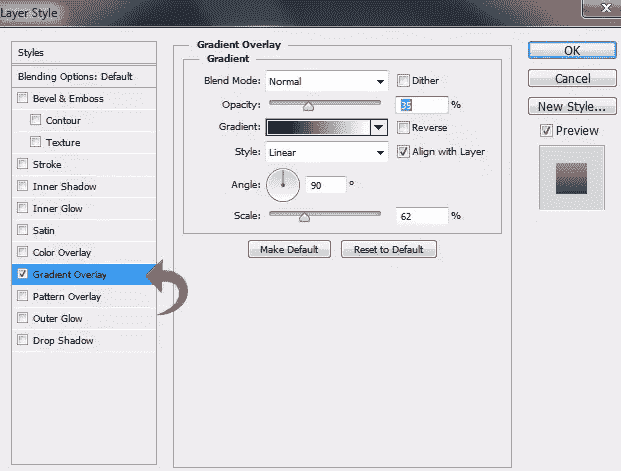 Layer Style
Styles
Blending Options: Default
Bevel & Emboss
Contour
Texture
Stroke
Inner Shadow
Inner Glow
Satin
Color Overlay
Gradient Overlay
Pattern Overlay
Outer Glow
Drop Shadow
Gradient Overlay
Gradient
Blend Mode: Normal Dither
Opacity: 35 %
Gradient: Reverse
Style: Linear Align with Layer
Angle: 90 °
Scale: 62 %
Make Default Reset to Default
OK
Cancel
New Style...
Preview